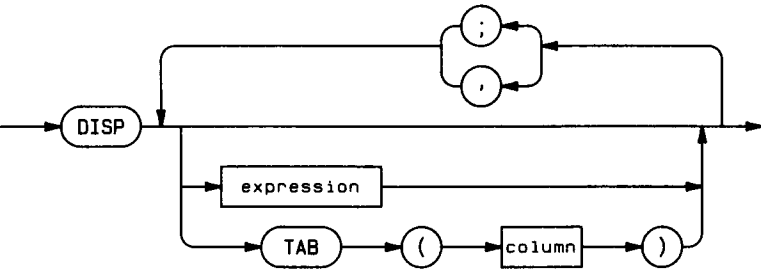 ;
,
DISP
expression
TAB ( column )